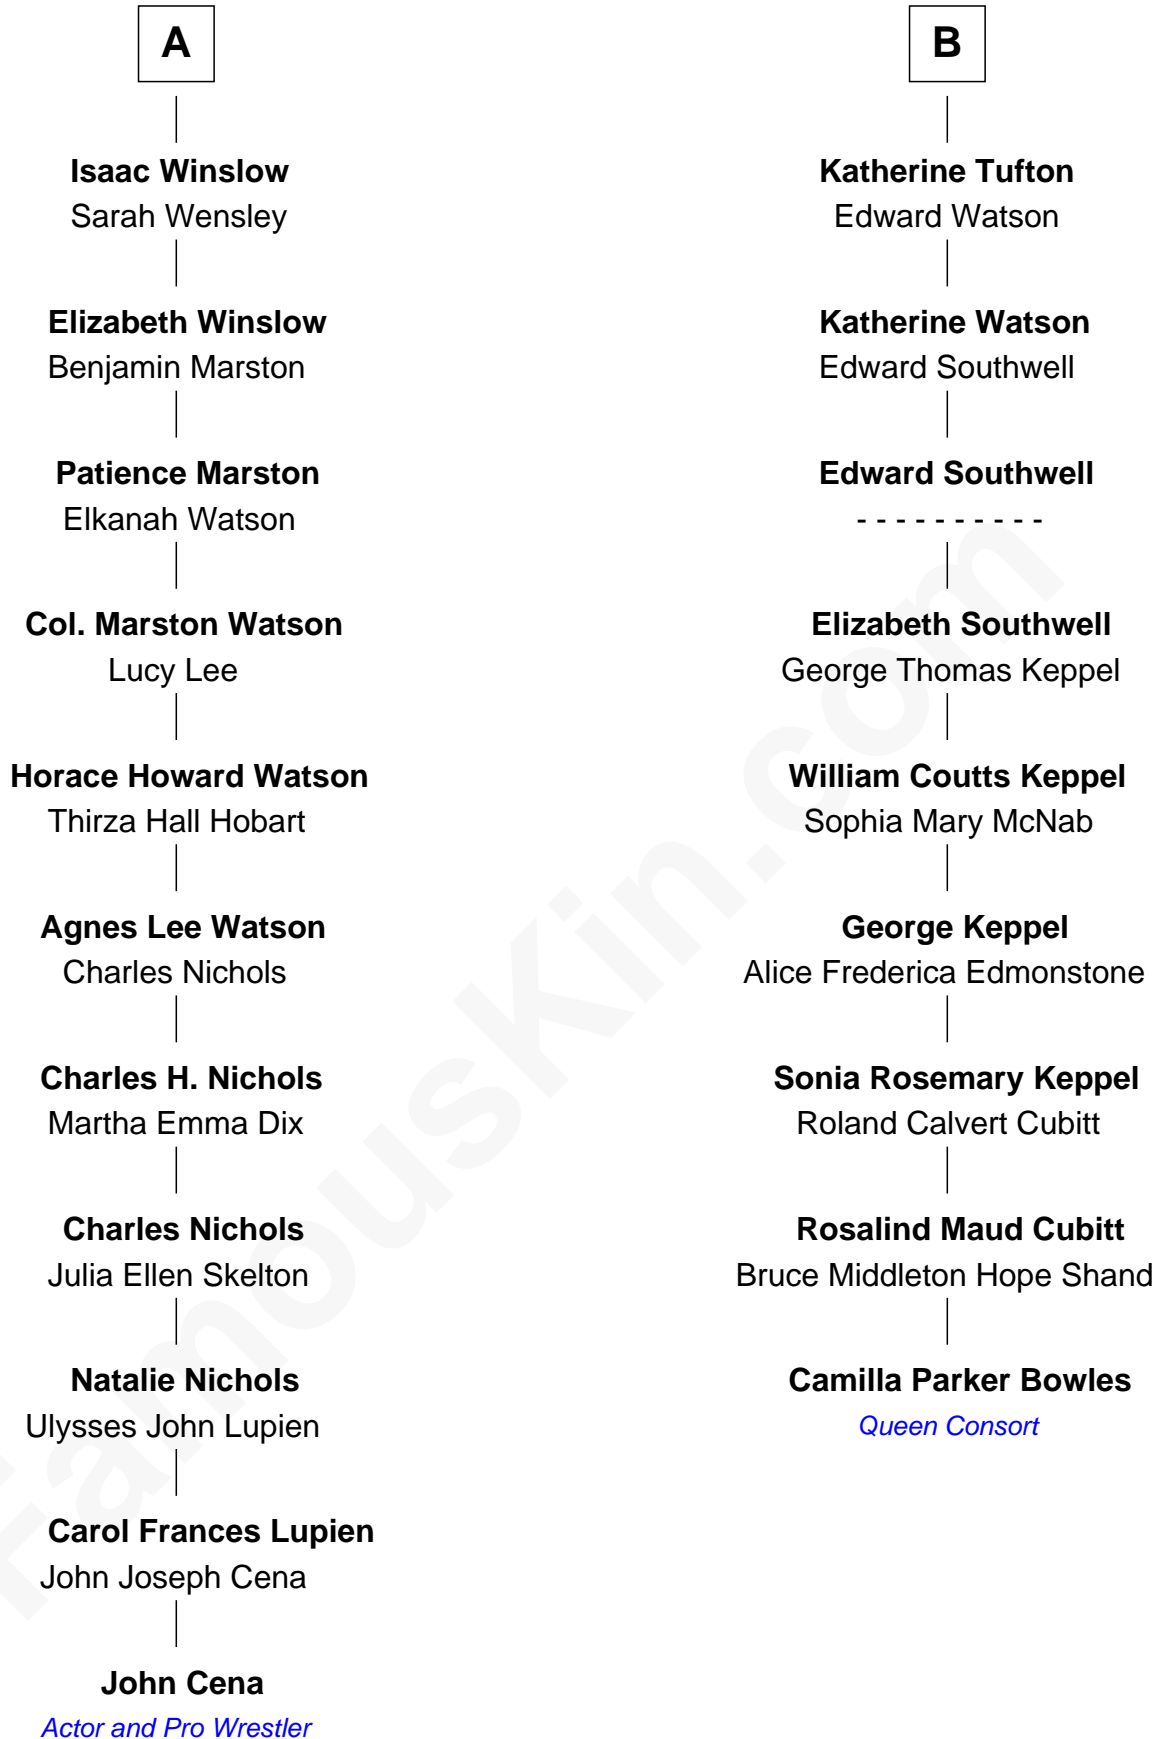 A
Isaac Winslow
Sarah Wensley
Elizabeth Winslow
Benjamin Marston
Patience Marston
Elkanah Watson
Col. Marston Watson
Lucy Lee
Horace Howard Watson
Thirza Hall Hobart
Agnes Lee Watson
Charles Nichols
Charles H. Nichols
Martha Emma Dix
Charles Nichols
Julia Ellen Skelton
Natalie Nichols
Ulysses John Lupien
Carol Frances Lupien
John Joseph Cena
John Cena
Actor and Pro Wrestler
B
Katherine Tufton
Edward Watson
Katherine Watson
Edward Southwell
Edward Southwell
- - - - - - - - - -
Elizabeth Southwell
George Thomas Keppel
William Coutts Keppel
Sophia Mary McNab
George Keppel
Alice Frederica Edmonstone
Sonia Rosemary Keppel
Roland Calvert Cubitt
Rosalind Maud Cubitt
Bruce Middleton Hope Shand
Camilla Parker Bowles
Queen Consort
FamousKin.com